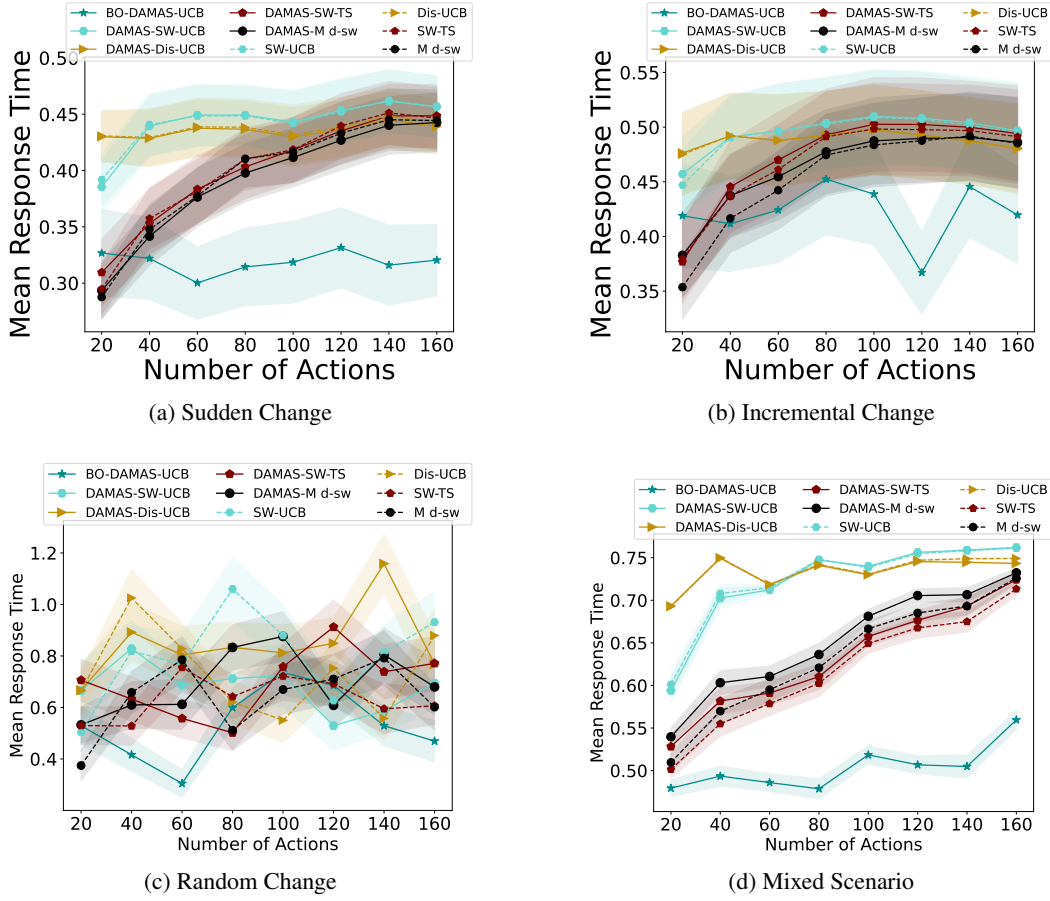 BO-DAMAS-UCB DAMAS-SW-TS Dis-UCB
DAMAS-SW-UCB DAMAS-M d-sw SW-TS
DAMAS-Dis-UCB SW-UCB M d-sw
0.50
0.45
0.40
0.35
0.30
Mean Response Time
20 40 60 80 100 120 140 160
Number of Actions
(a) Sudden Change
BO-DAMAS-UCB DAMAS-SW-TS Dis-UCB
DAMAS-SW-UCB DAMAS-M d-sw SW-TS
DAMAS-Dis-UCB SW-UCB M d-sw
0.55
0.50
0.45
0.40
0.35
Mean Response Time
20 40 60 80 100 120 140 160
Number of Actions
(b) Incremental Change
BO-DAMAS-UCB DAMAS-SW-TS Dis-UCB
DAMAS-SW-UCB DAMAS-M d-sw SW-TS
DAMAS-Dis-UCB SW-UCB M d-sw
1.2
1.0
0.8
0.6
0.4
Mean Response Time
20 40 60 80 100 120 140 160
Number of Actions
(c) Random Change
BO-DAMAS-UCB DAMAS-SW-TS Dis-UCB
DAMAS-SW-UCB DAMAS-M d-sw SW-TS
DAMAS-Dis-UCB SW-UCB M d-sw
0.75
0.70
0.65
0.60
0.55
0.50
Mean Response Time
20 40 60 80 100 120 140 160
Number of Actions
(d) Mixed Scenario